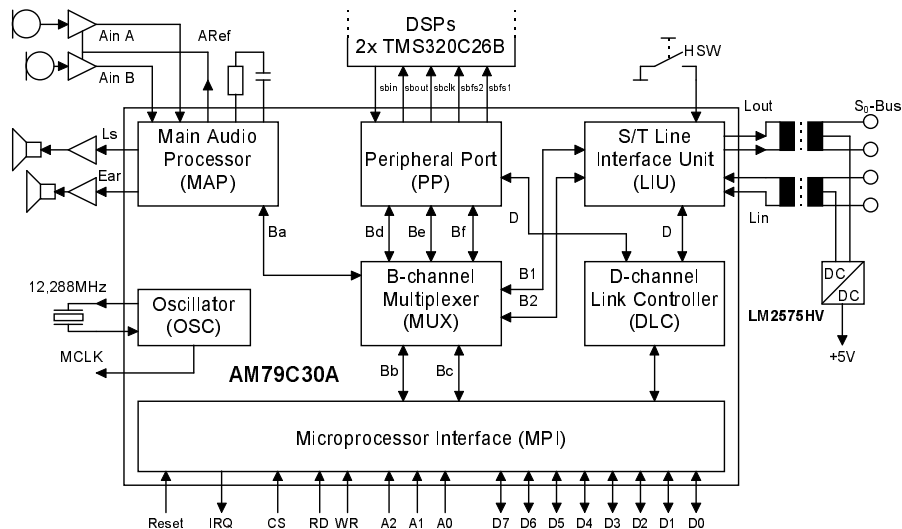 Ain A
Ain B
ARef
DSPs
2x TMS320C26B
sbin
sbout
sbclk
sbfs2
sbfs1
HSW
Lout
S₀-Bus
Ls
Ear
Main Audio
Processor
(MAP)
Peripheral Port
(PP)
S/T Line
Interface Unit
(LIU)
Lin
Ba
Bd
Be
Bf
D
D
B1
B2
12,288MHz
Oscillator
(OSC)
B-channel
Multiplexer
(MUX)
D-channel
Link Controller
(DLC)
DC
DC
LM2575HV
+5V
MCLK
AM79C30A
Bb
Bc
Microprocessor Interface (MPI)
Reset
IRQ
CS
RD
WR
A2
A1
A0
D7
D6
D5
D4
D3
D2
D1
D0